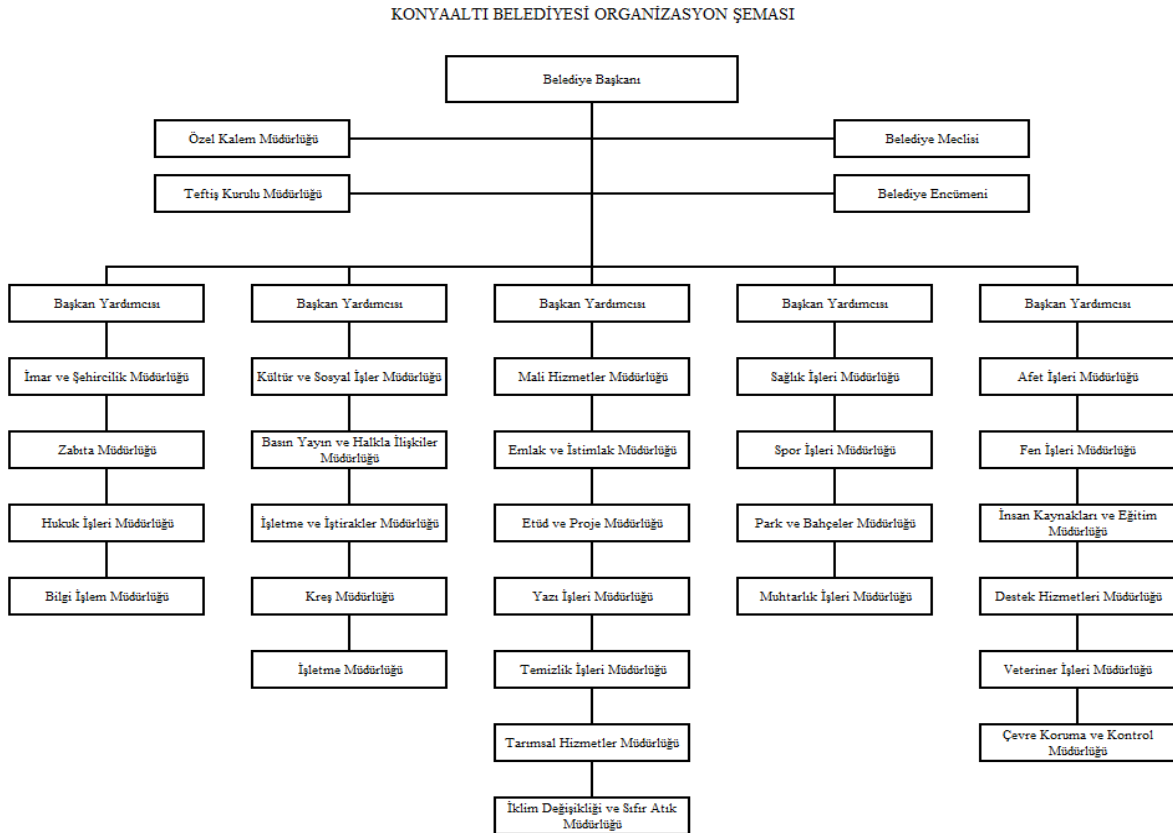 KONYAALTI BELEDİYESİ ORGANİZASYON ŞEMASI
Belediye Başkanı
Özel Kalem Müdürlüğü
Belediye Meclisi
Teftiş Kurulu Müdürlüğü
Belediye Encümeni
Başkan Yardımcısı
Başkan Yardımcısı
Başkan Yardımcısı
Başkan Yardımcısı
Başkan Yardımcısı
İmar ve Şehircilik Müdürlüğü
Kültür ve Sosyal İşler Müdürlüğü
Mali Hizmetler Müdürlüğü
Sağlık İşleri Müdürlüğü
Afet İşleri Müdürlüğü
Zabıta Müdürlüğü
Basın Yayın ve Halkla İlişkiler
Müdürlüğü
Emlak ve İstimlak Müdürlüğü
Spor İşleri Müdürlüğü
Fen İşleri Müdürlüğü
Hukuk İşleri Müdürlüğü
İşletme ve İştirakler Müdürlüğü
Etüd ve Proje Müdürlüğü
Park ve Bahçeler Müdürlüğü
İnsan Kaynakları ve Eğitim
Müdürlüğü
Bilgi İşlem Müdürlüğü
Kreş Müdürlüğü
Yazı İşleri Müdürlüğü
Muhtarlık İşleri Müdürlüğü
Destek Hizmetleri Müdürlüğü
İşletme Müdürlüğü
Temizlik İşleri Müdürlüğü
Veteriner İşleri Müdürlüğü
Tarımsal Hizmetler Müdürlüğü
Çevre Koruma ve Kontrol
Müdürlüğü
İklim Değişikliği ve Sıfır Atık
Müdürlüğü